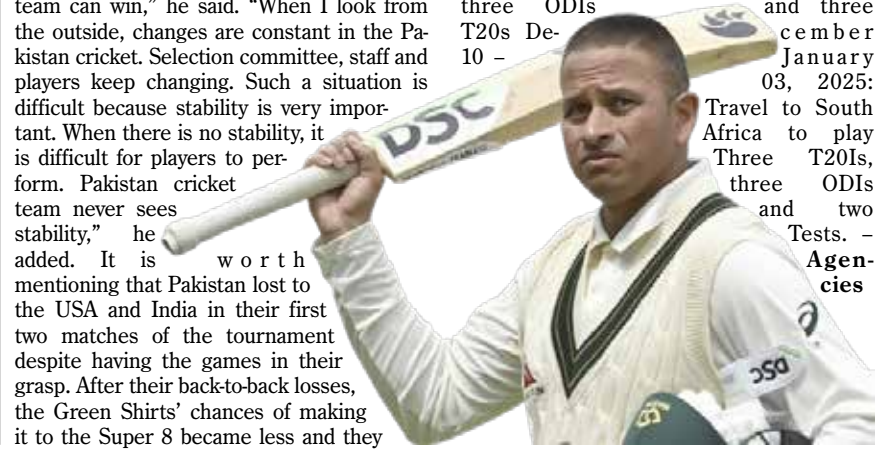 team can win,” he said. “When I look from
the outside, changes are constant in the Pa-
kistan cricket. Selection committee, staff and
players keep changing. Such a situation is
difficult because stability is very impor-
tant. When there is no stability, it
is difficult for players to per-
form. Pakistan cricket
team never sees
stability,” he
added. It is worth
mentioning that Pakistan lost to
the USA and India in their first
two matches of the tournament
despite having the games in their
grasp. After their back-to-back losses,
the Green Shirts’ chances of making
it to the Super 8 became less and they
three ODIs and three
T20s December
10 – January
03, 2025:
Travel to South
Africa to play
Three T20Is,
three ODIs
and two
Tests. –
Agen-
cies
DSC
DSC